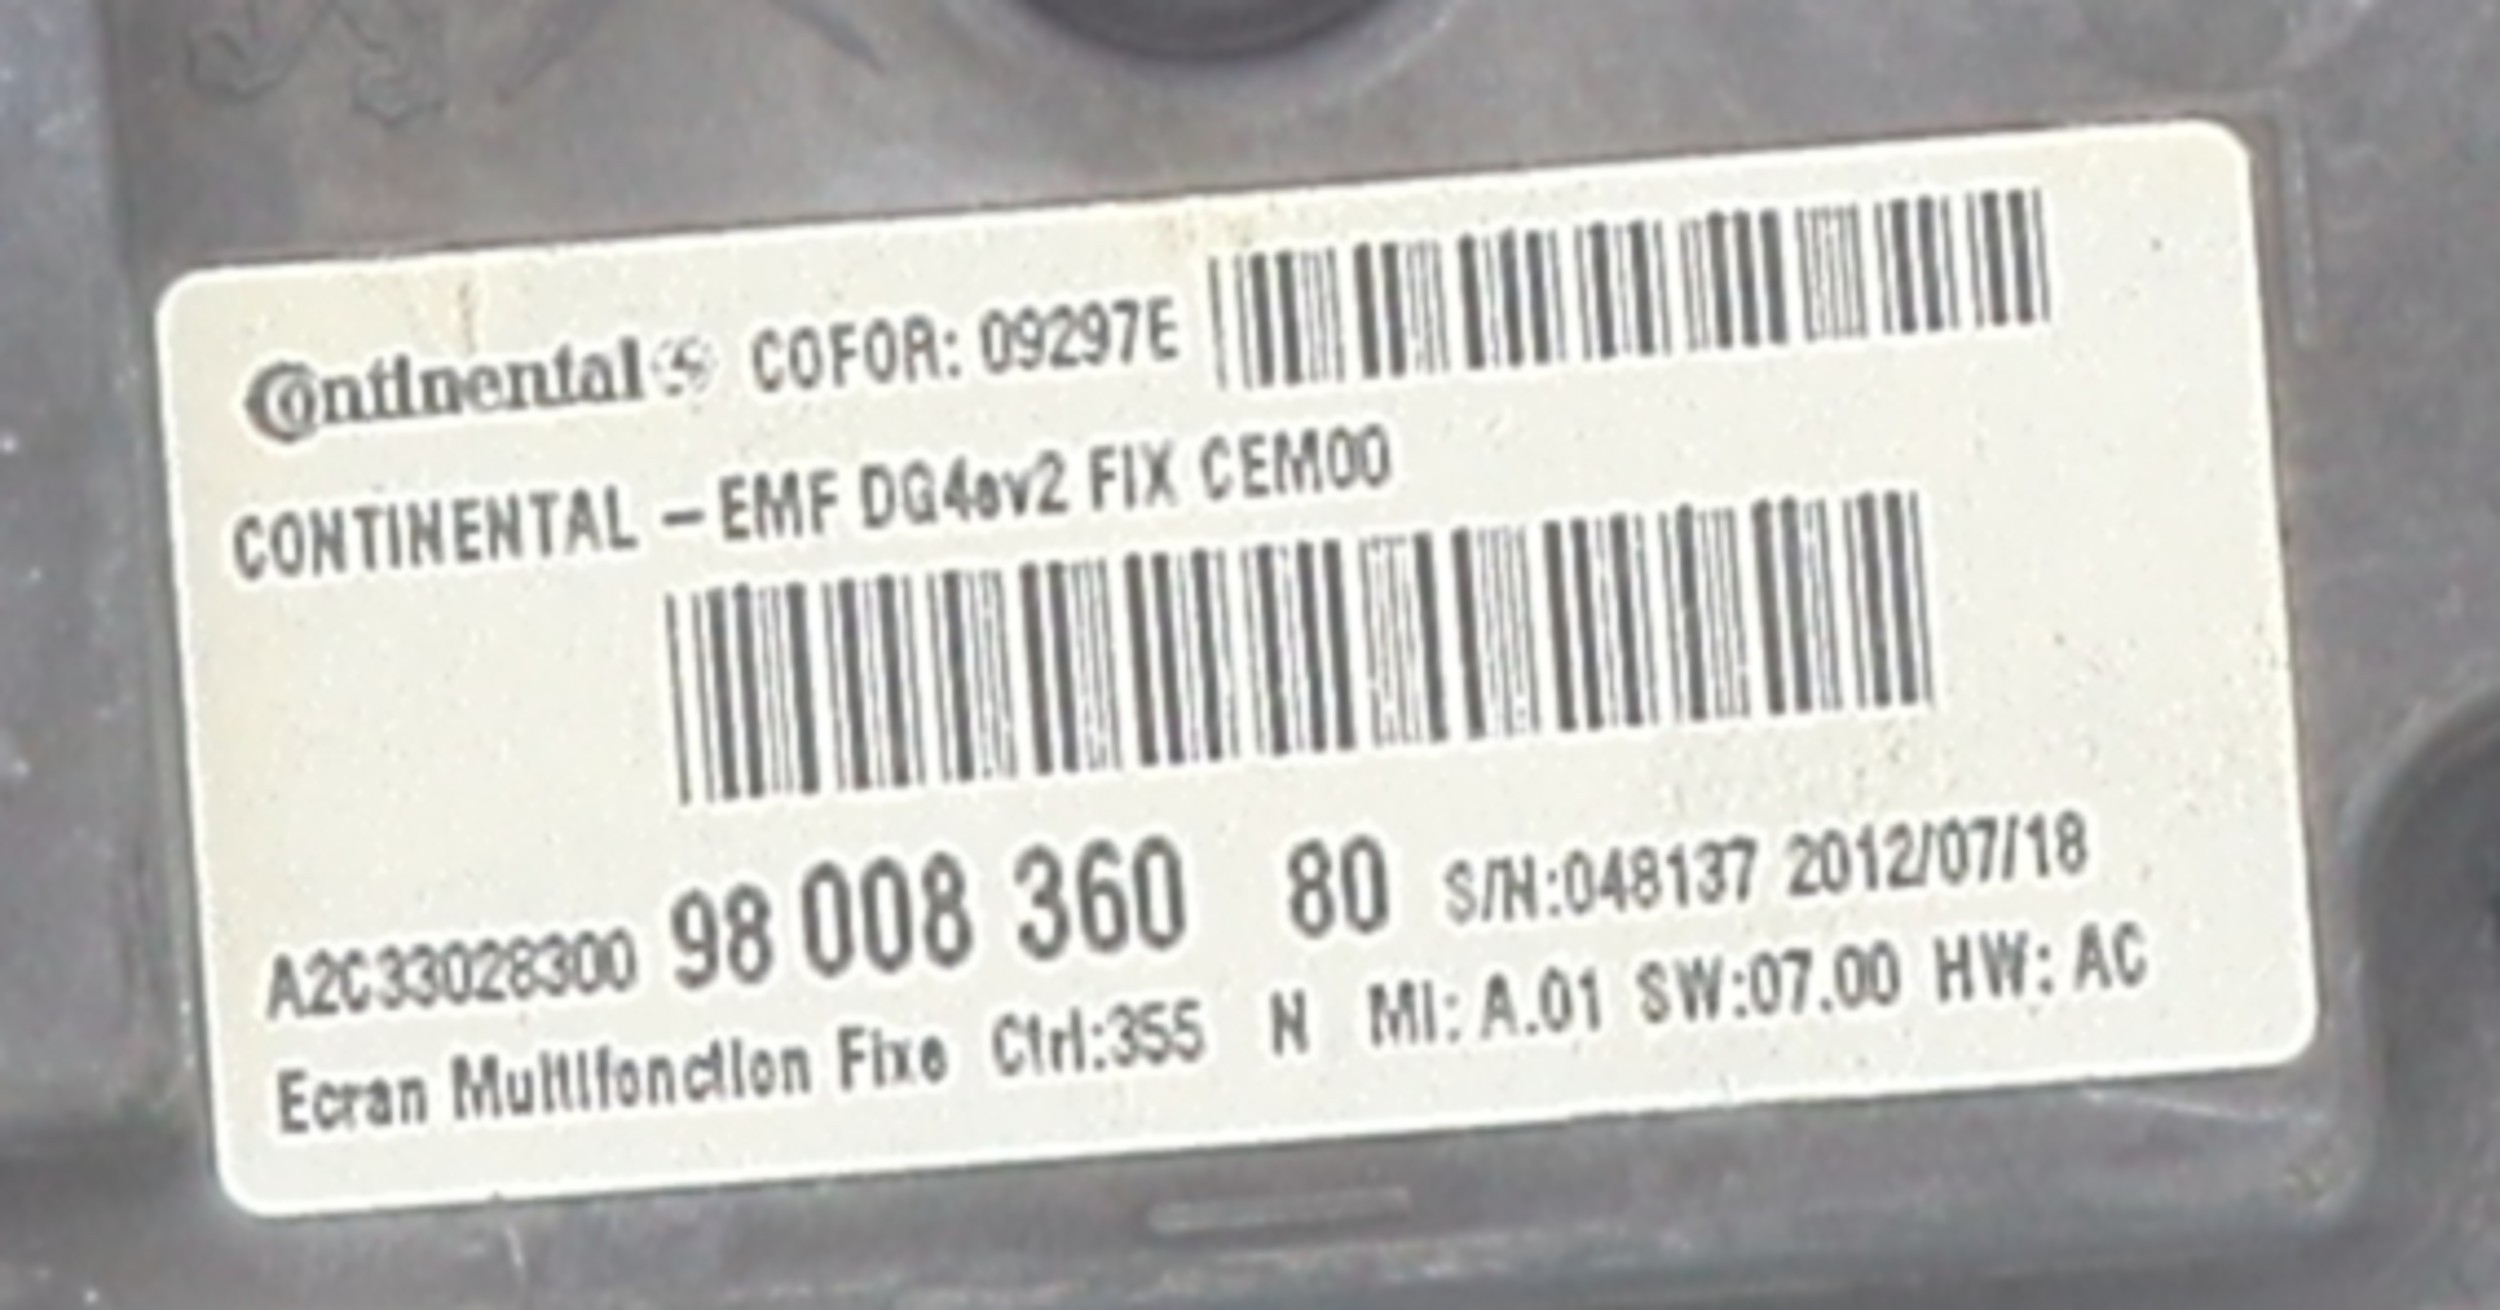 Continental COFOR: 09297E
CONTINENTAL - EMF DG4ev2 FIX CEM00
A2C33028300 98 008 360 80 S/N:048137 2012/07/18
Ecran Multifonction Fixe Ctrl:355 N MI: A.01 SW:07.00 HW: AC